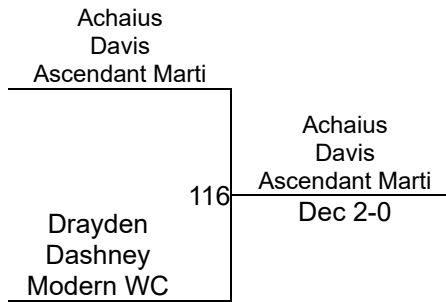 Achaius
Davis
Ascendant Marti
Achaius
Davis
Ascendant Marti
116
Dec 2-0
Drayden
Dashney
Modern WC